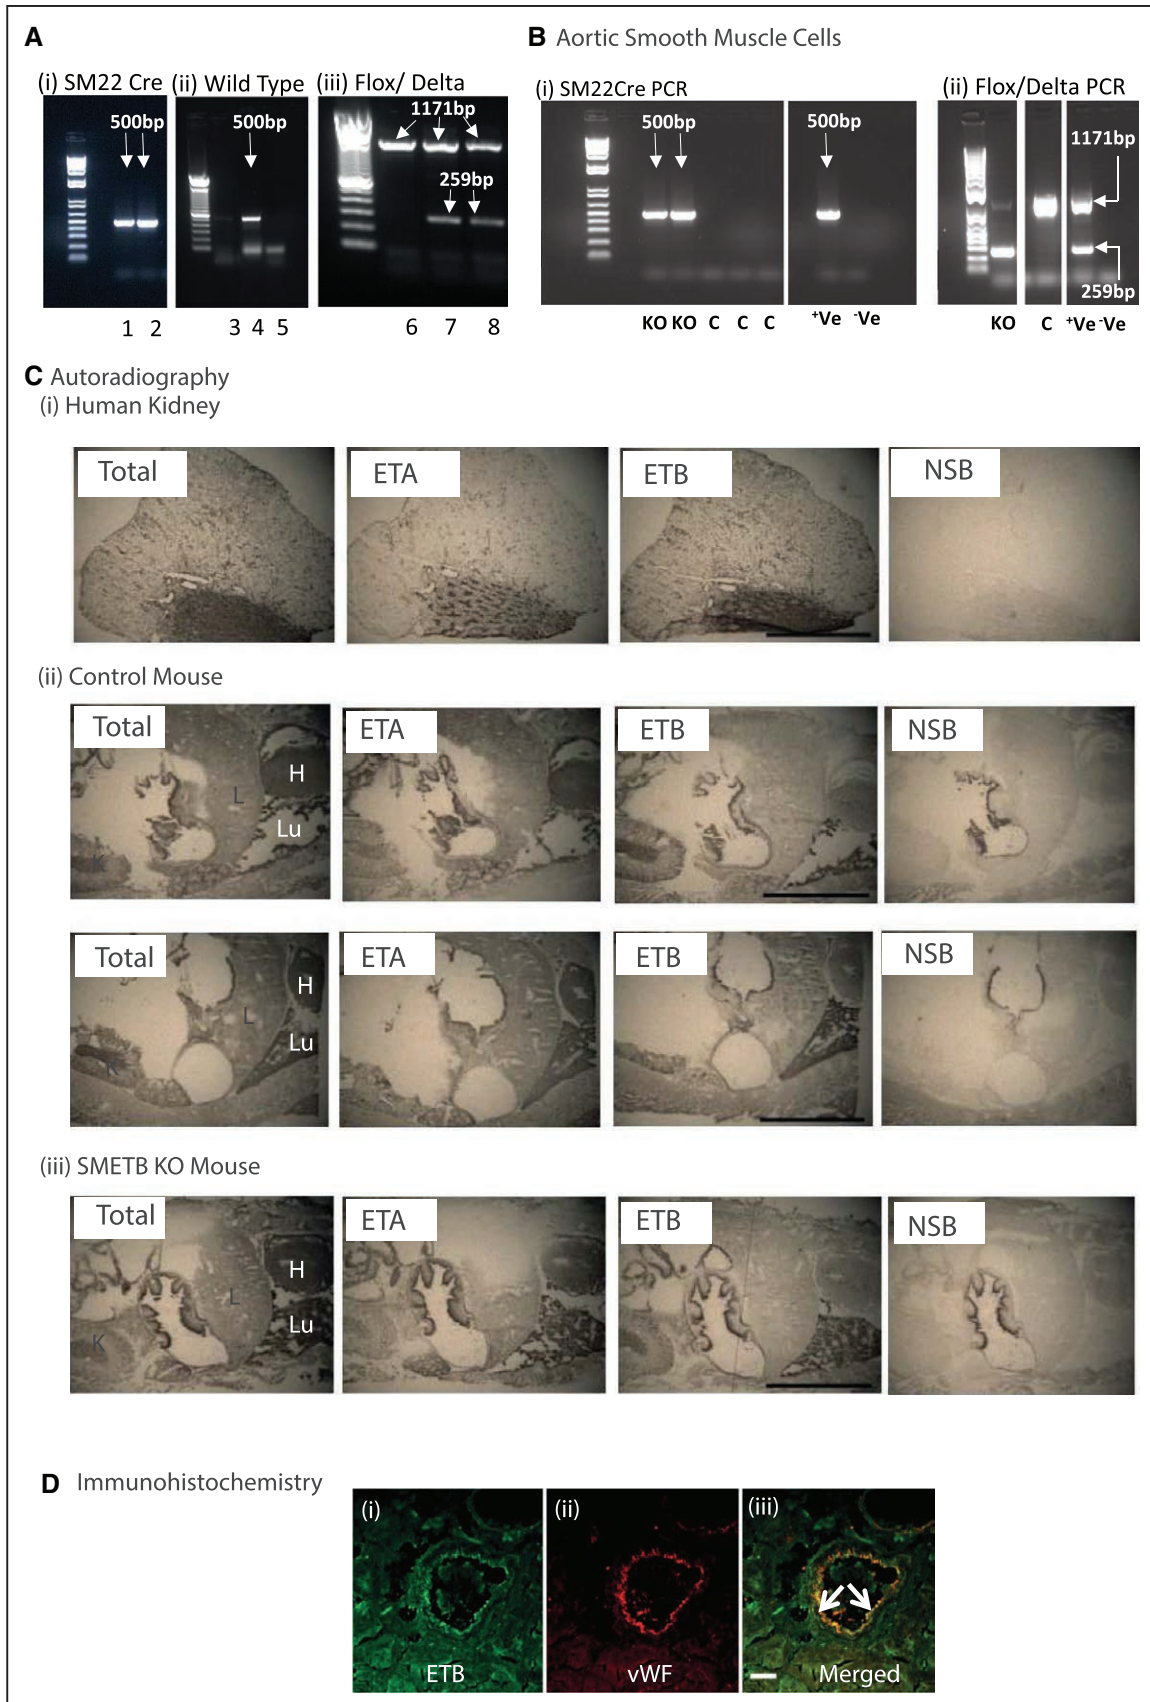 A
B Aortic Smooth Muscle Cells
(i) SM22 Cre (ii) Wild Type (iii) Flox/ Delta
500bp
500bp
1171bp
259bp
1 2
3 4 5
6 7 8
(i) SM22Cre PCR
500bp
500bp
KO KO C C C
+Ve -Ve
(ii) Flox/Delta PCR
1171bp
259bp
KO
C
+Ve -Ve
C Autoradiography
(i) Human Kidney
Total
ETA
ETB
NSB
(ii) Control Mouse
Total
ETA
ETB
NSB
H
L
Lu
K
Total
ETA
ETB
NSB
H
L
Lu
K
(iii) SMETB KO Mouse
Total
ETA
ETB
NSB
H
L
Lu
K
D Immunohistochemistry
(i)
(ii)
(iii)
ETB
vWF
Merged